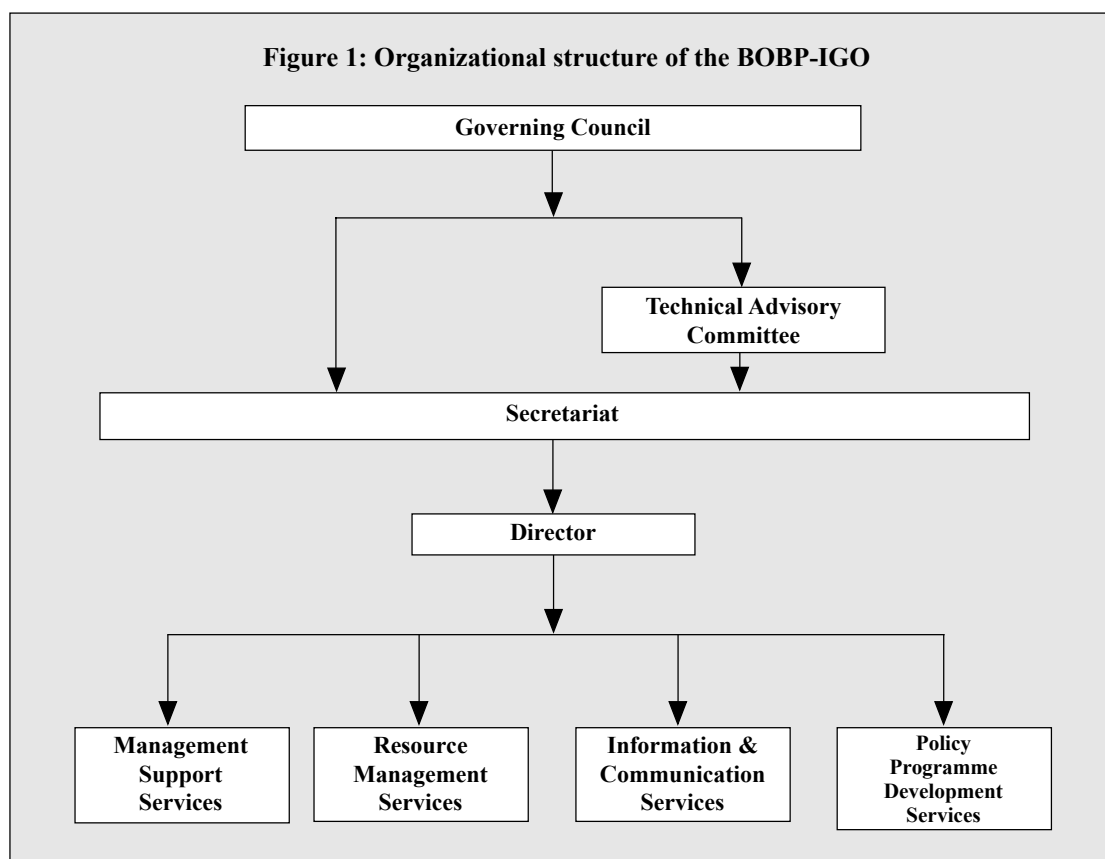 Figure 1: Organizational structure of the BOBP-IGO
Governing Council
Technical Advisory
Committee
Secretariat
Director
Management
Support
Services
Resource
Management
Services
Information &
Communication
Services
Policy
Programme
Development
Services